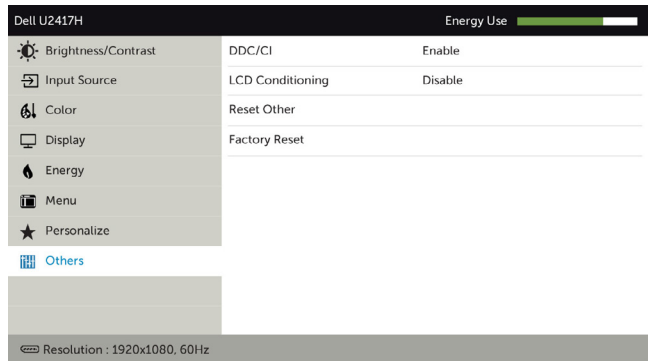 Dell U2417H Energy Use
Brightness/Contrast DDC/CI Enable
Input Source LCD Conditioning Disable
Color Reset Other
Display Factory Reset
Energy
Menu
Personalize
Others
Resolution : 1920x1080, 60Hz